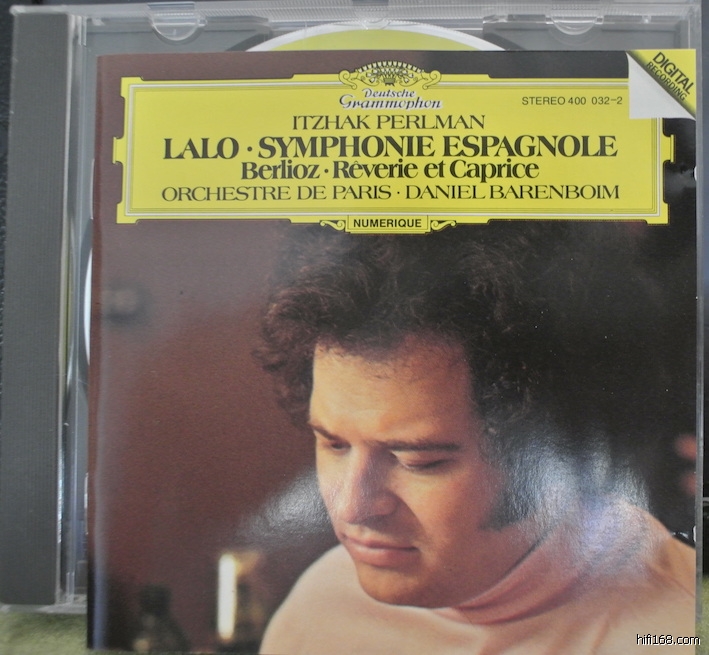 DIGITAL
RECORDING
Deutsche
Grammophon
STEREO 400 032-2
ITZHAK PERLMAN
LALO · SYMPHONIE ESPAGNOLE
Berlioz · Rêverie et Caprice
ORCHESTRE DE PARIS · DANIEL BARENBOIM
NUMERIQUE
hifi168.com